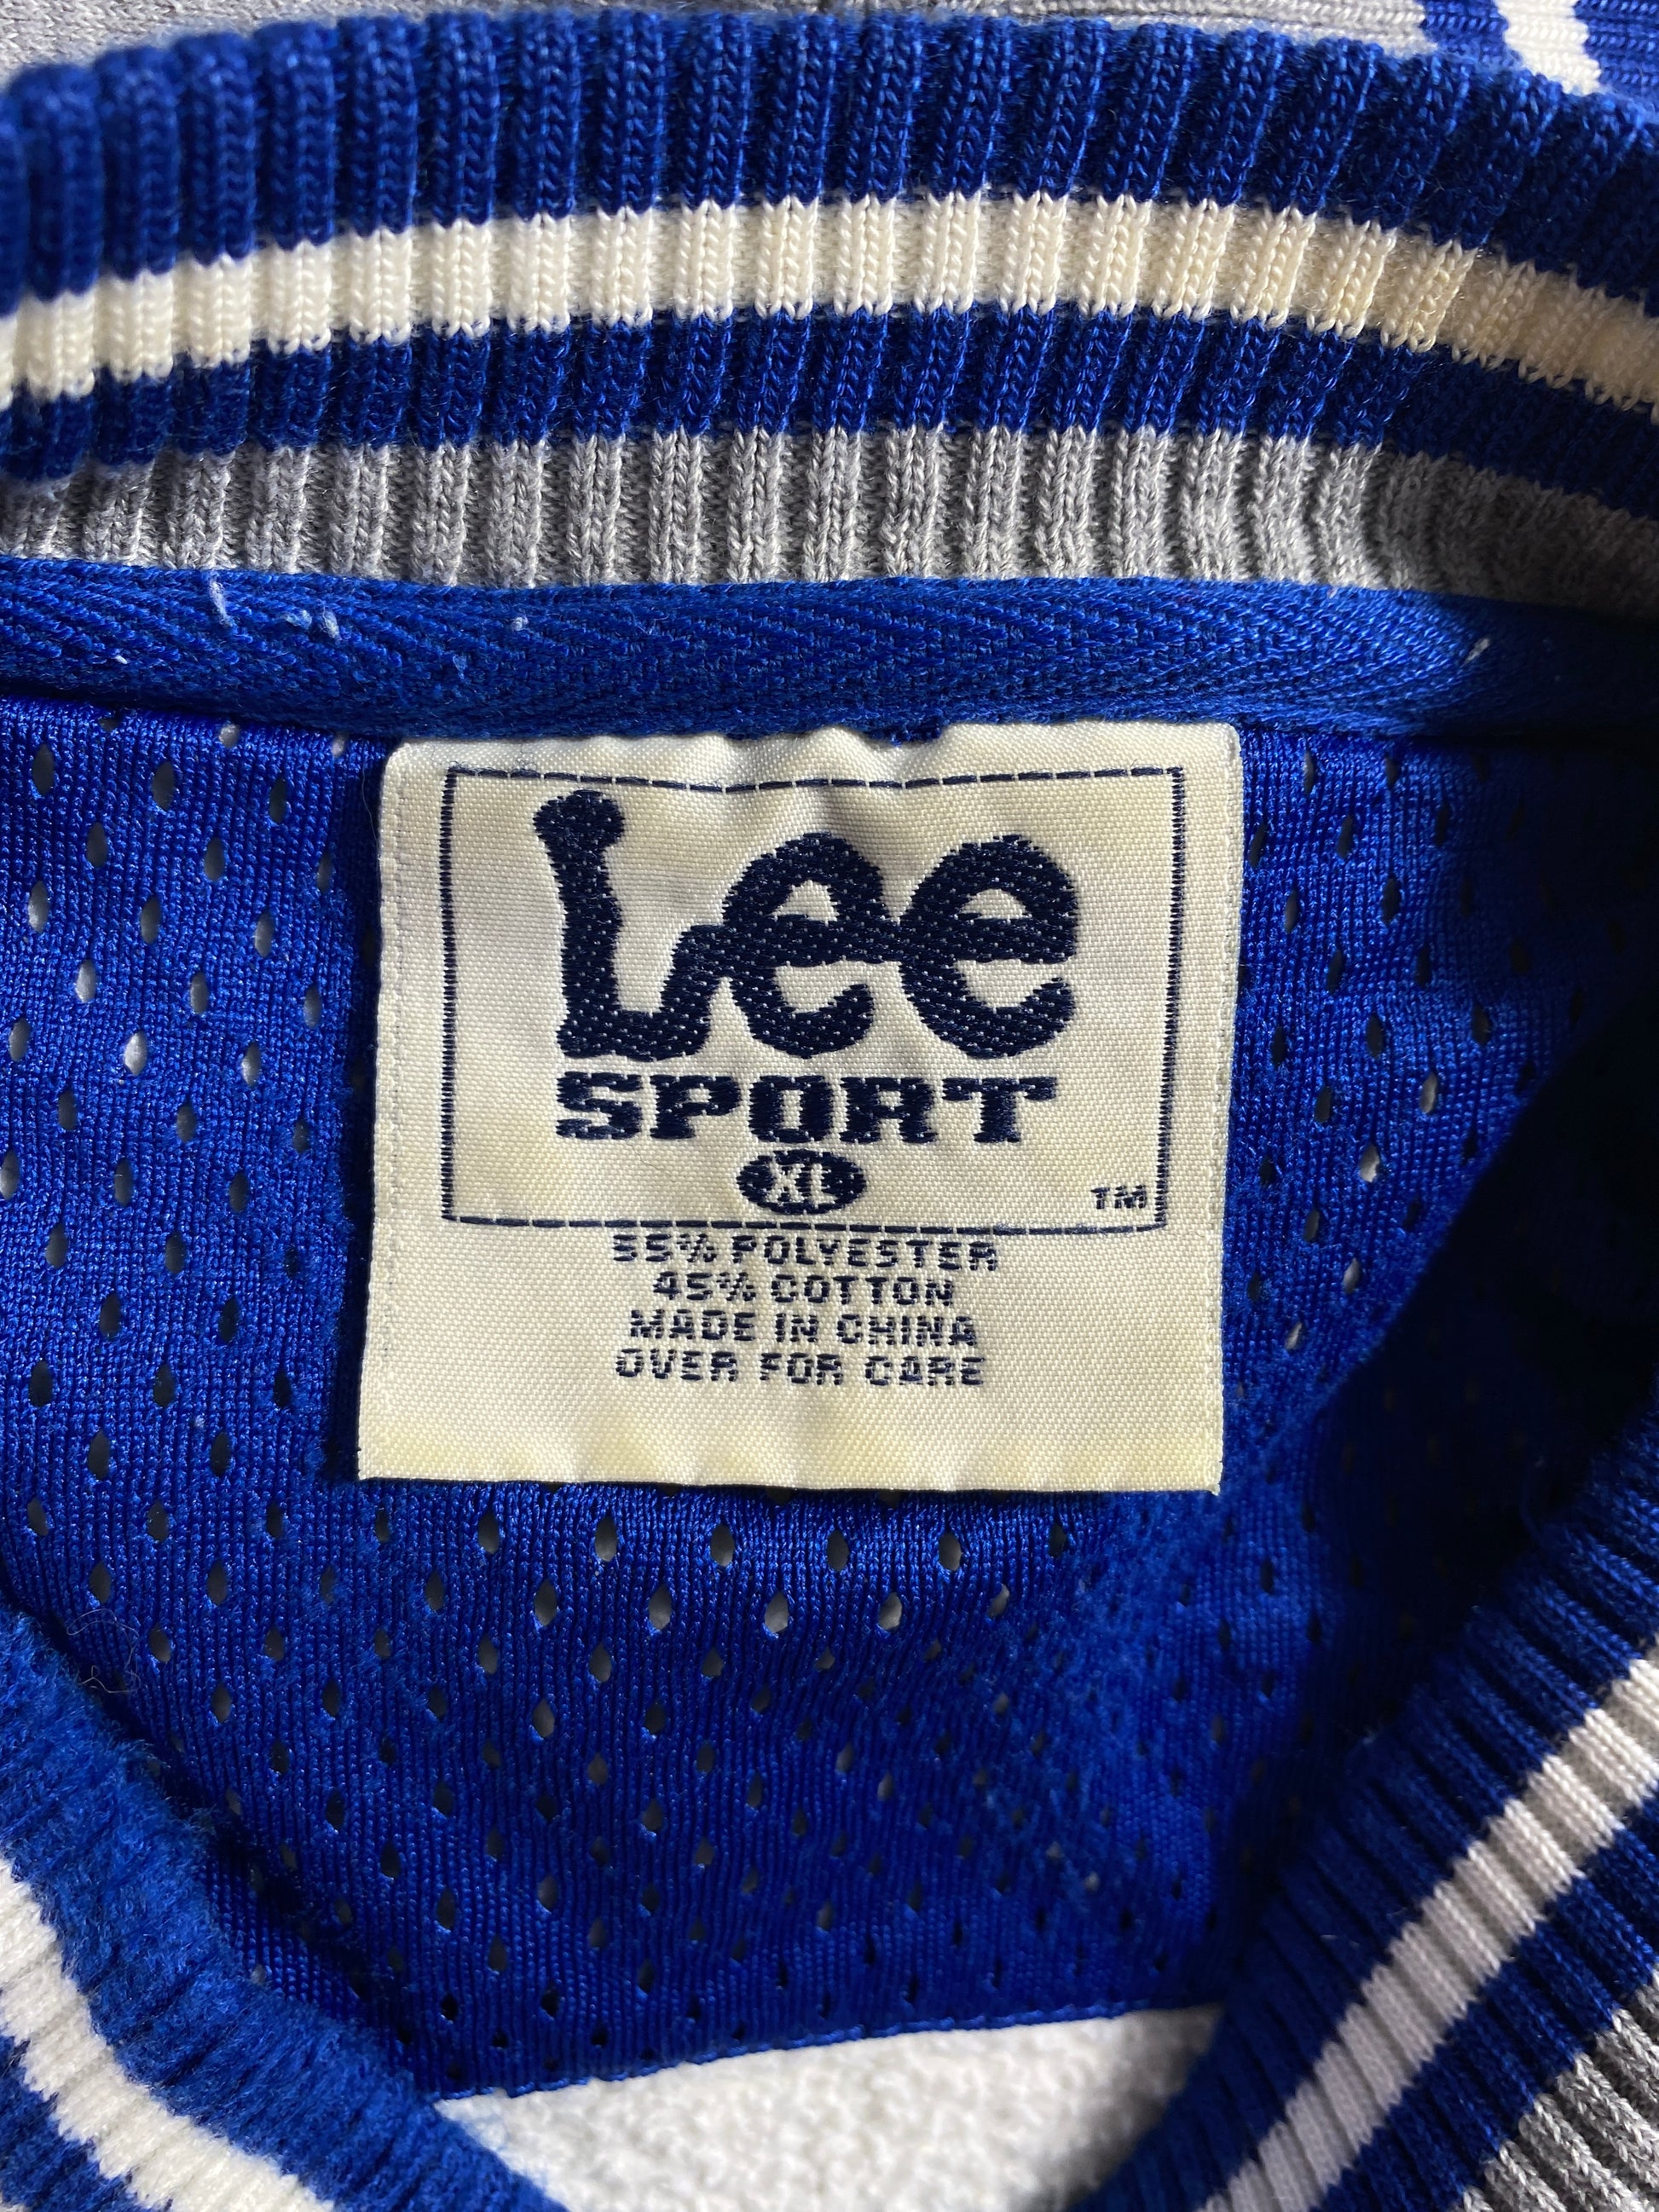 Lee
SPORT
XL
TM
55% POLYESTER
45% COTTON
MADE IN CHINA
OVER FOR CARE